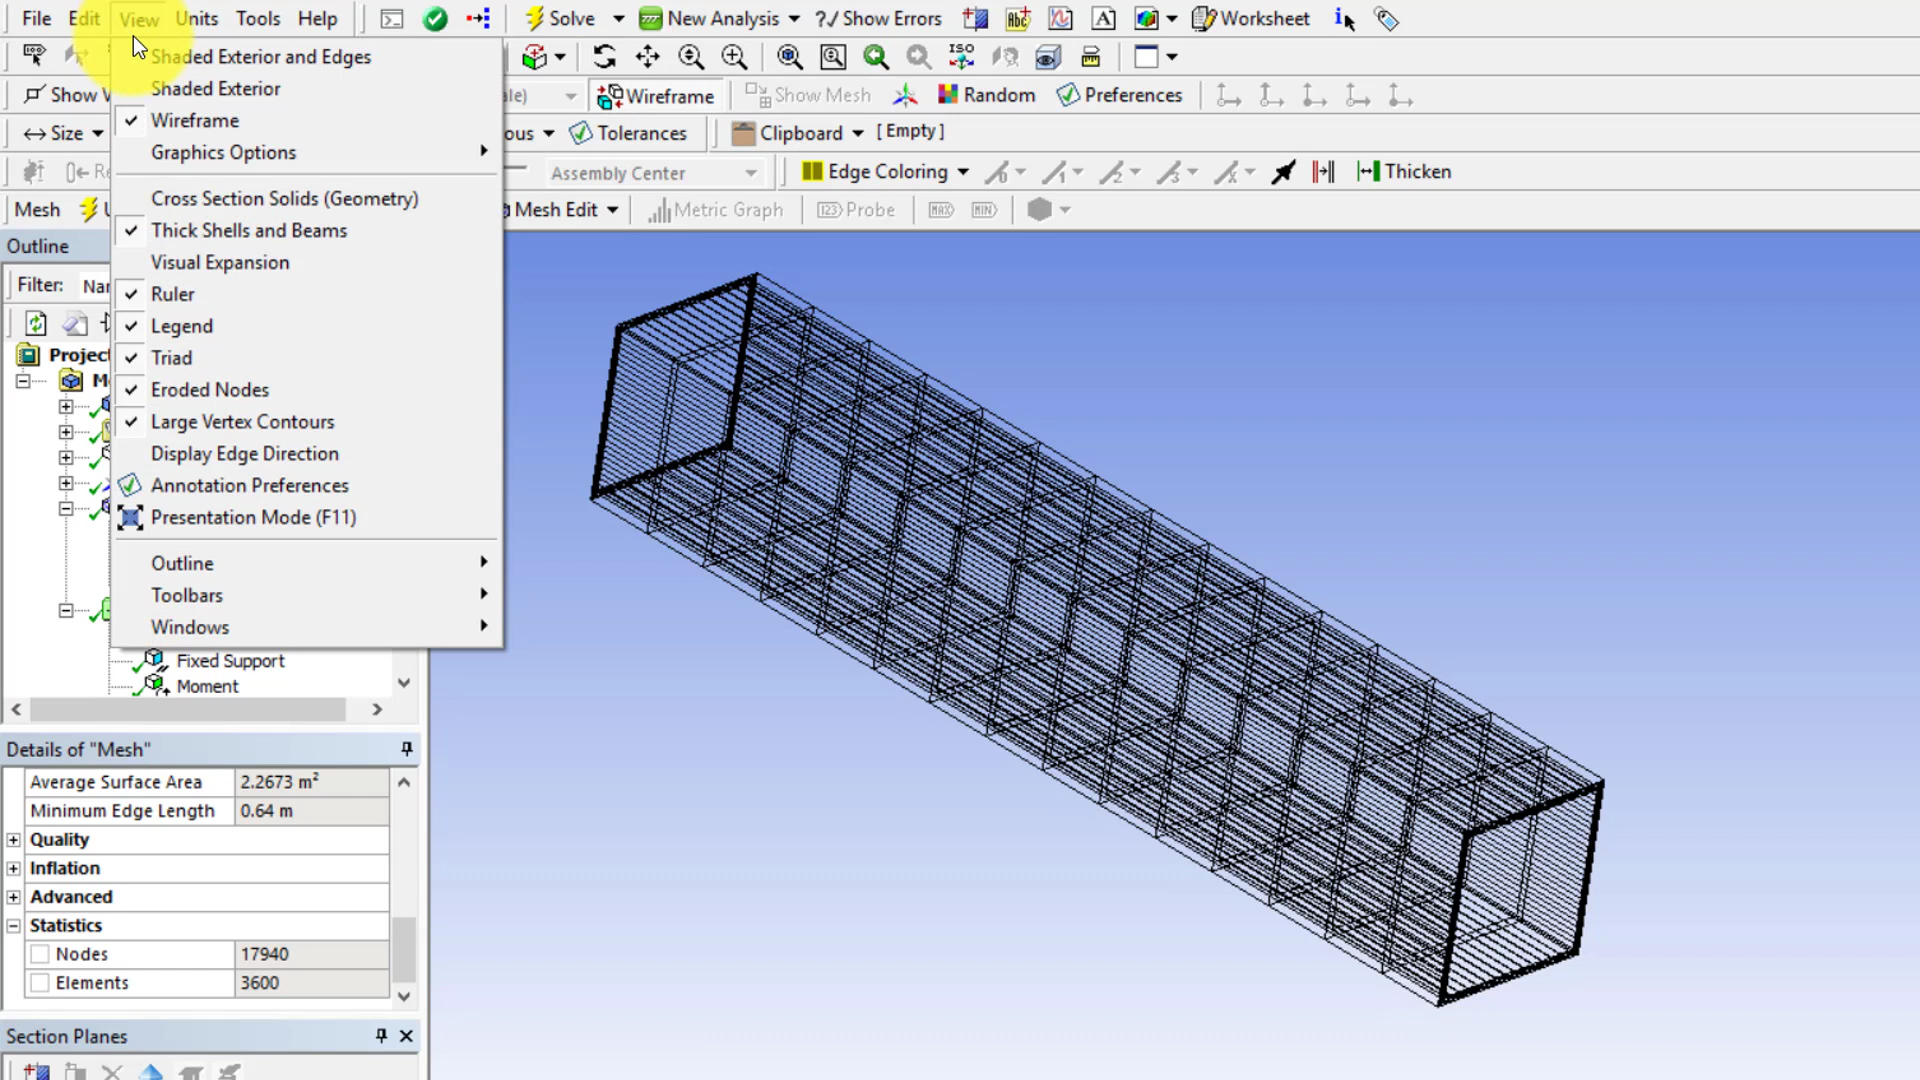 File Edit View Units Tools Help Solve New Analysis ?/ Show Errors Abc A Worksheet i
ISO
Show Wireframe Show Mesh Random Preferences
Size Tolerances Clipboard [ Empty ]
Assembly Center Edge Coloring Thicken
Mesh Mesh Edit Metric Graph 123 Probe MAX MIN
Shaded Exterior and Edges
Shaded Exterior
Wireframe
Graphics Options
Cross Section Solids (Geometry)
Thick Shells and Beams
Visual Expansion
Ruler
Legend
Triad
Eroded Nodes
Large Vertex Contours
Display Edge Direction
Annotation Preferences
Presentation Mode (F11)
Outline
Toolbars
Windows
Outline
Filter:
Project
Fixed Support
Moment
Details of "Mesh"
Average Surface Area 2.2673 m²
Minimum Edge Length 0.64 m
Quality
Inflation
Advanced
Statistics
Nodes 17940
Elements 3600
Section Planes